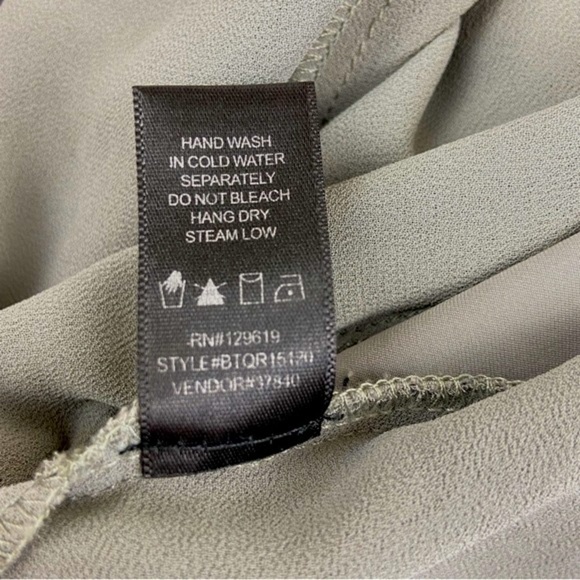 HAND WASH
IN COLD WATER
SEPARATELY
DO NOT BLEACH
HANG DRY
STEAM LOW
RN#129619
STYLE#BTQR15120
VENDOR#37840